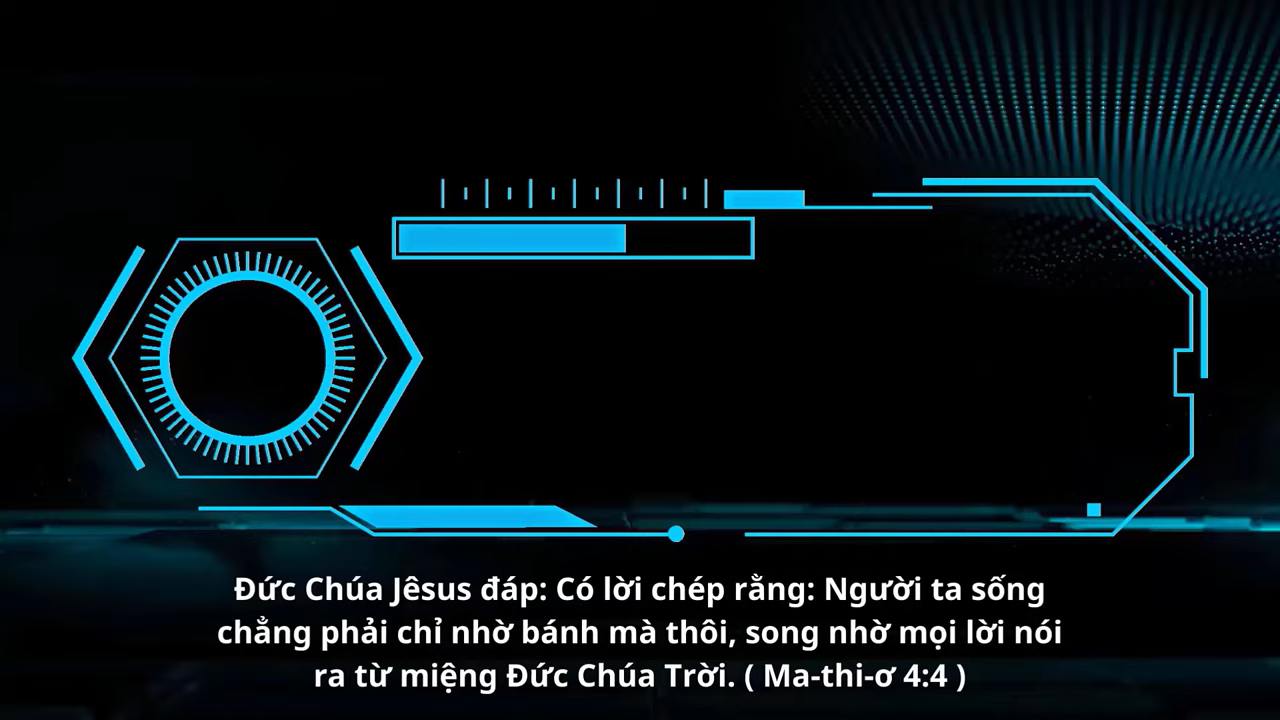 Đức Chúa Jêsus đáp: Có lời chép rằng: Người ta sống
chẳng phải chỉ nhờ bánh mà thôi, song nhờ mọi lời nói
ra từ miệng Đức Chúa Trời. ( Ma-thi-ơ 4:4 )